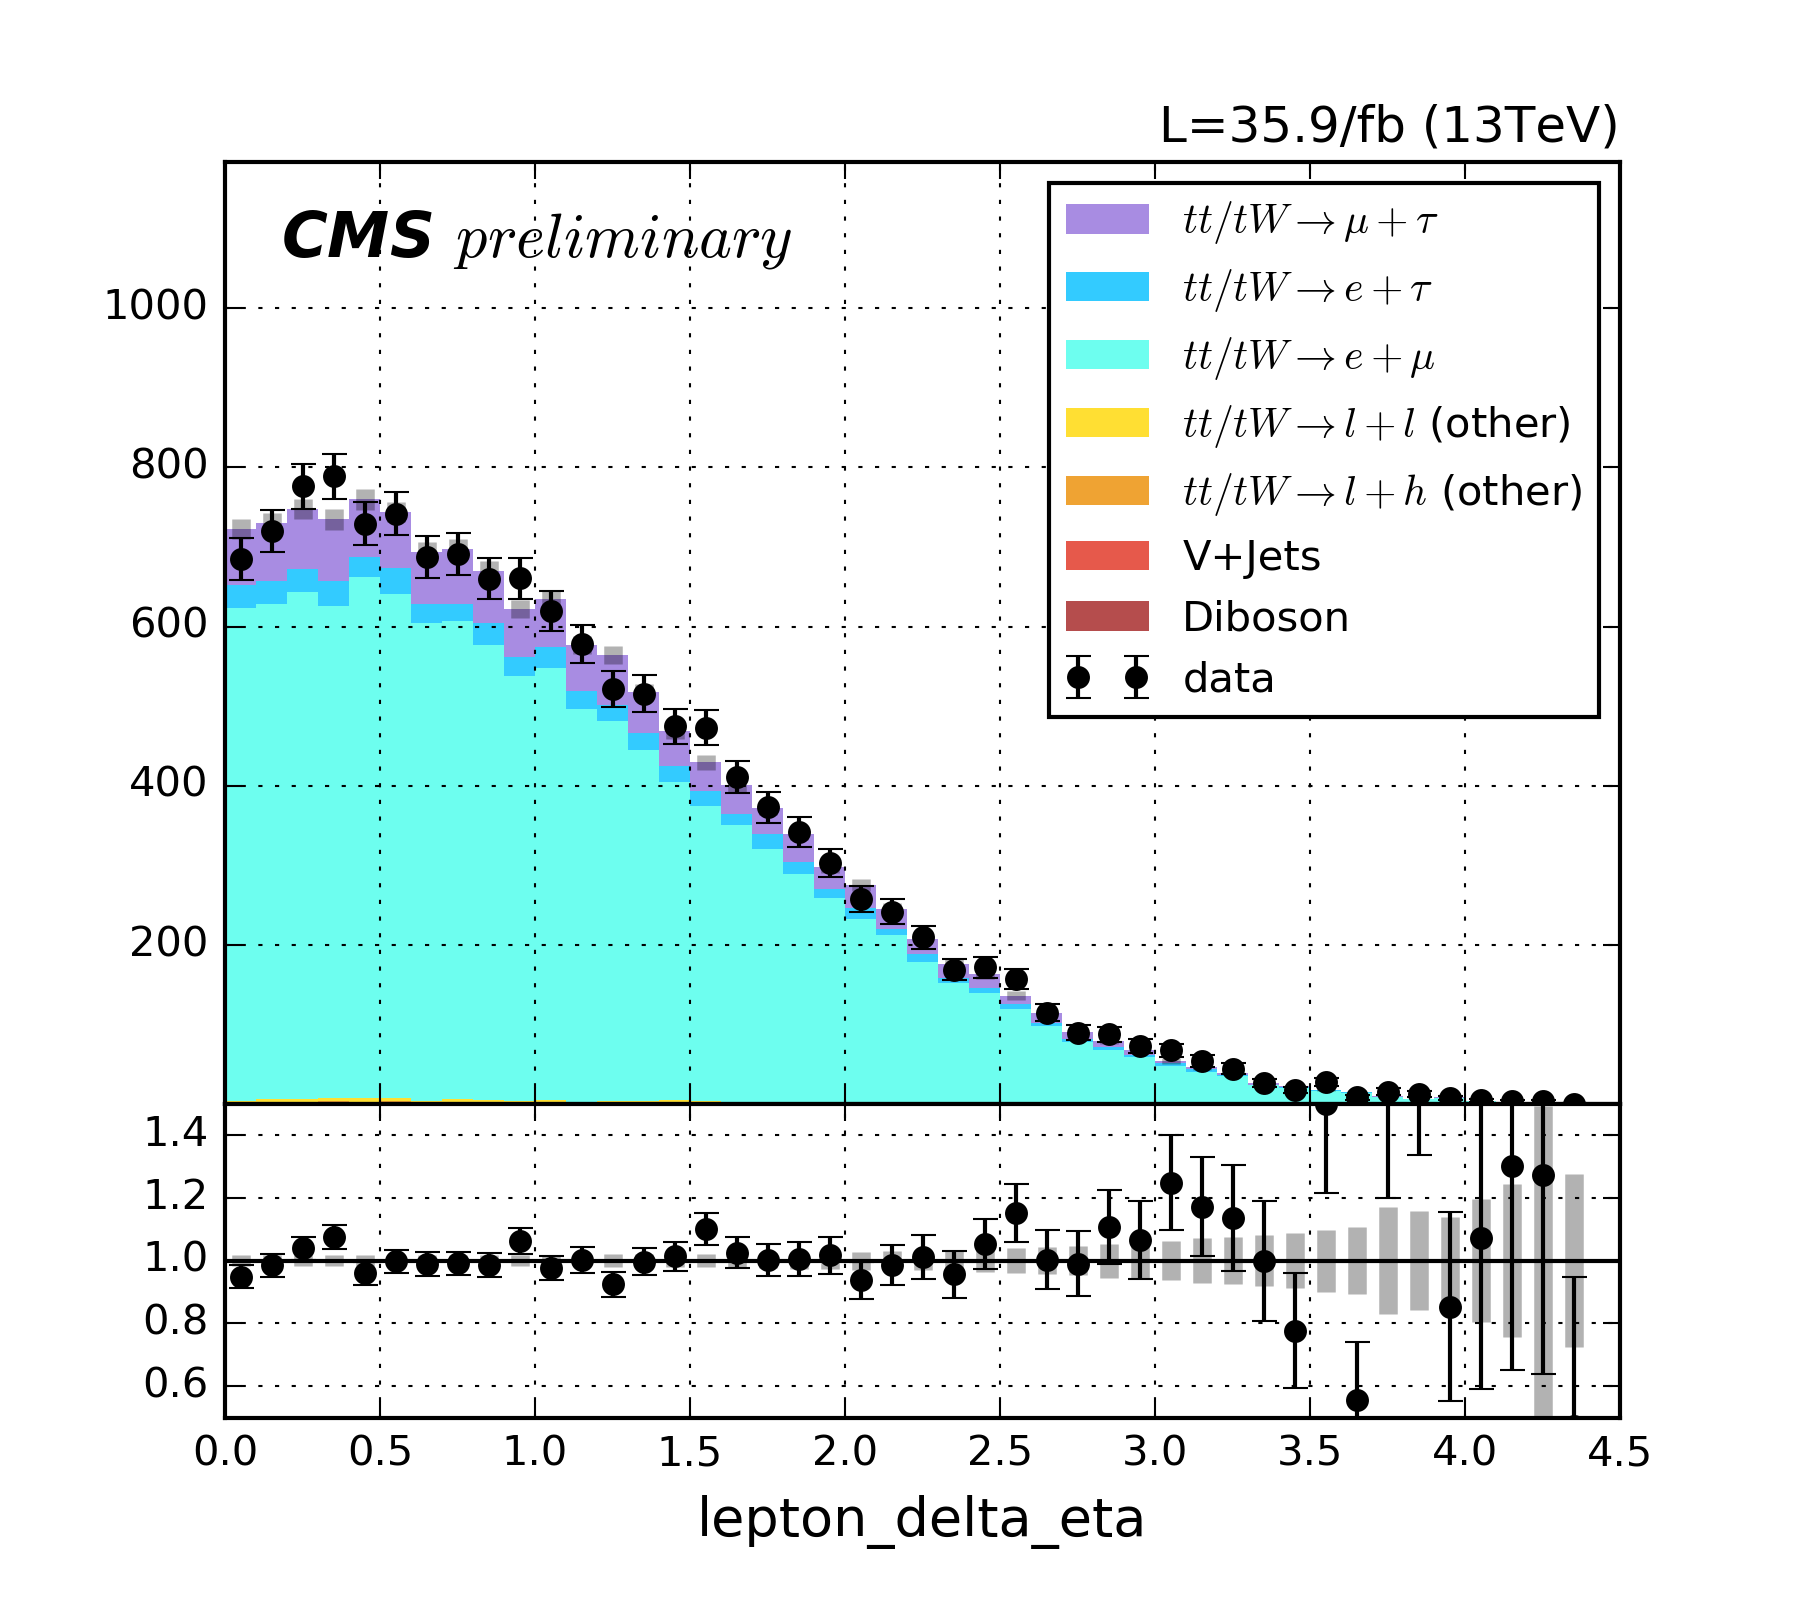 L=35.9/fb (13TeV)
CMS preliminary
tt/tW → μ + τ
tt/tW → e + τ
tt/tW → e + μ
tt/tW → l + l (other)
tt/tW → l + h (other)
V+Jets
Diboson
data
1000
800
600
400
200
1.4
1.2
1.0
0.8
0.6
0.0 0.5 1.0 1.5 2.0 2.5 3.0 3.5 4.0 4.5
lepton_delta_eta